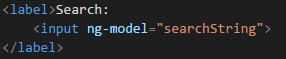 <label>Search:
    <input ng-model="searchString">
</label>